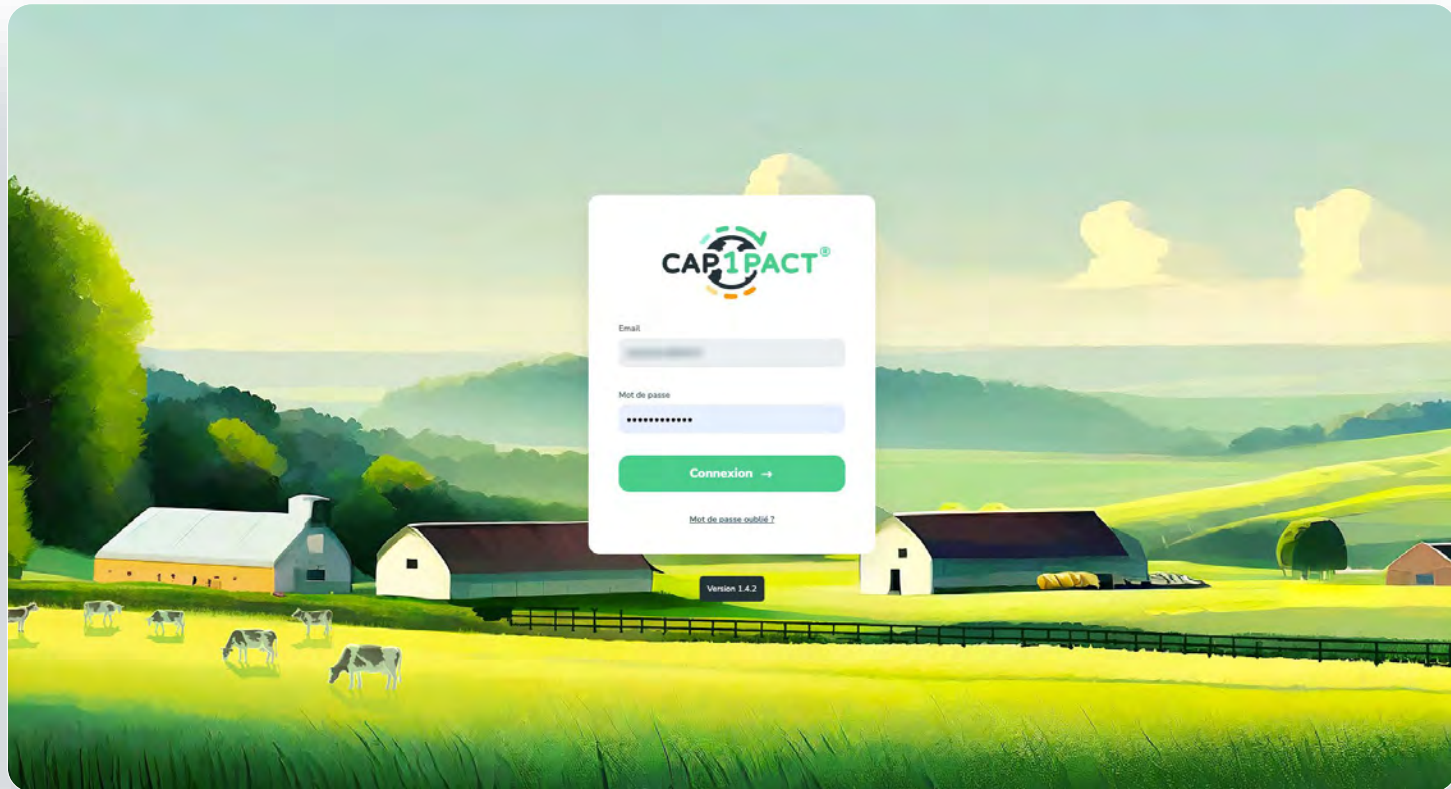 CAP1PACT®
Email
Mot de passe
••••••••••••
Connexion →
Mot de passe oublié ?
Version 1.4.2